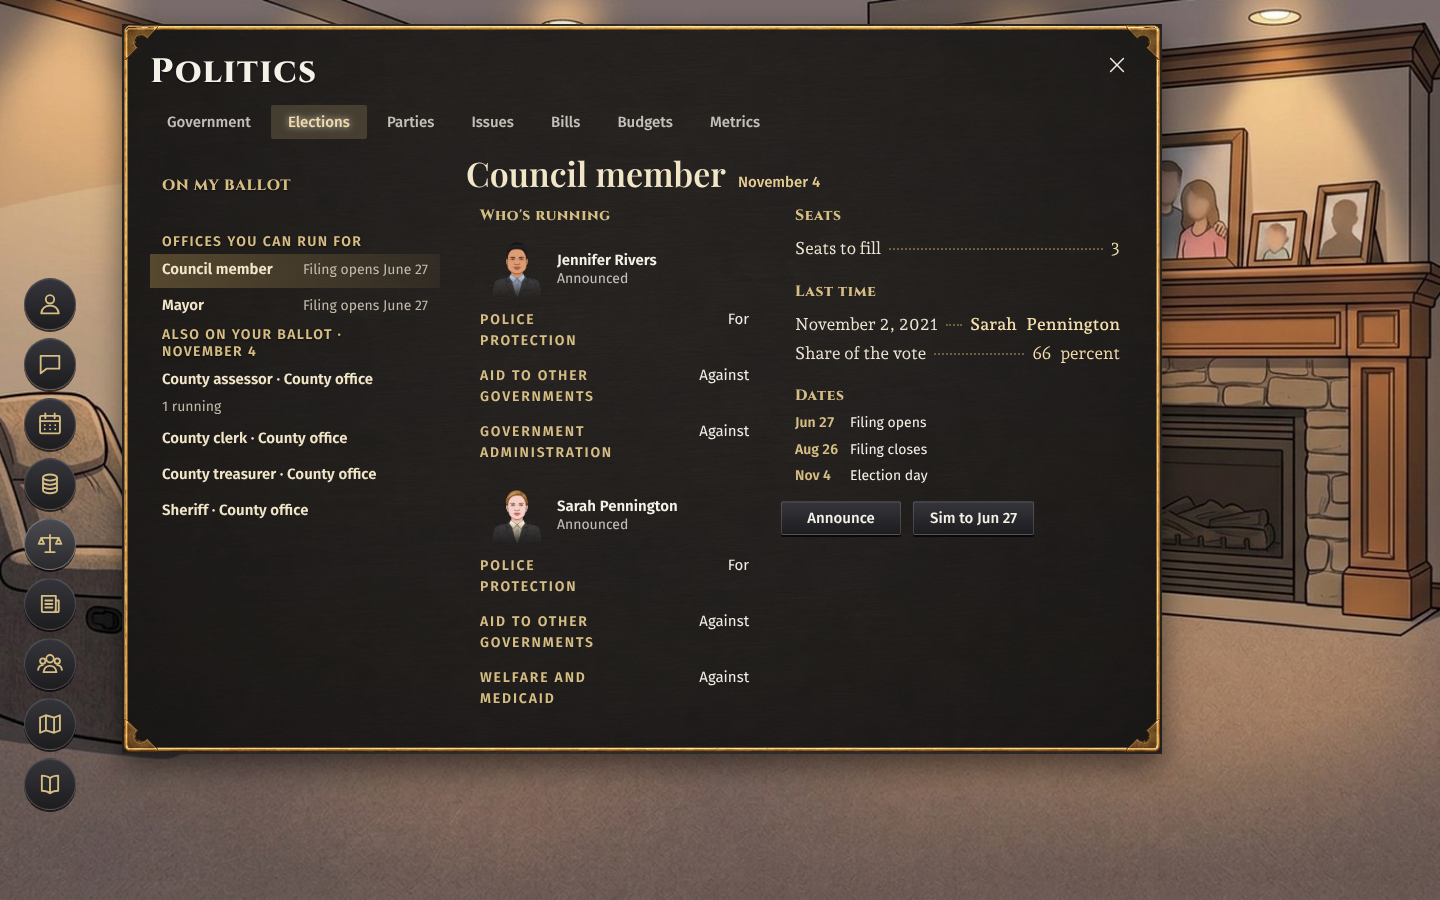 Politics
Government
Elections
Parties
Issues
Bills
Budgets
Metrics
On my ballot
OFFICES YOU CAN RUN FOR
Council member Filing opens June 27
Mayor Filing opens June 27
ALSO ON YOUR BALLOT ·
NOVEMBER 4
County assessor · County office
1 running
County clerk · County office
County treasurer · County office
Sheriff · County office
Council member November 4
Who's running
Jennifer Rivers
Announced
POLICE
PROTECTION
For
AID TO OTHER
GOVERNMENTS
Against
GOVERNMENT
ADMINISTRATION
Against
Sarah Pennington
Announced
POLICE
PROTECTION
For
AID TO OTHER
GOVERNMENTS
Against
WELFARE AND
MEDICAID
Against
Seats
Seats to fill 3
Last time
November 2, 2021 Sarah Pennington
Share of the vote 66 percent
Dates
Jun 27 Filing opens
Aug 26 Filing closes
Nov 4 Election day
Announce
Sim to Jun 27